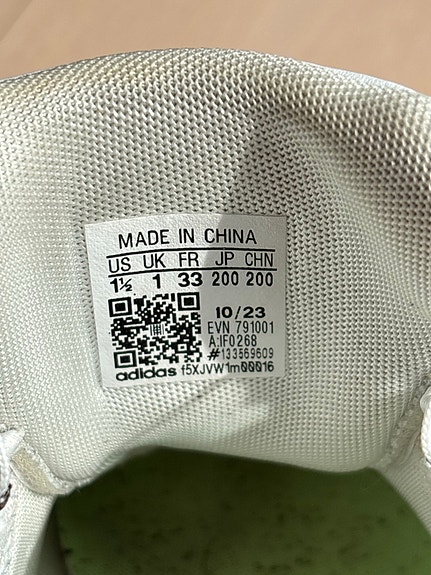 MADE IN CHINA
US UK FR JP CHN
1½ 1 33 200 200
10/23
EVN 791001
A:IF0268
#133569609
adidas f5XJVW1m00016